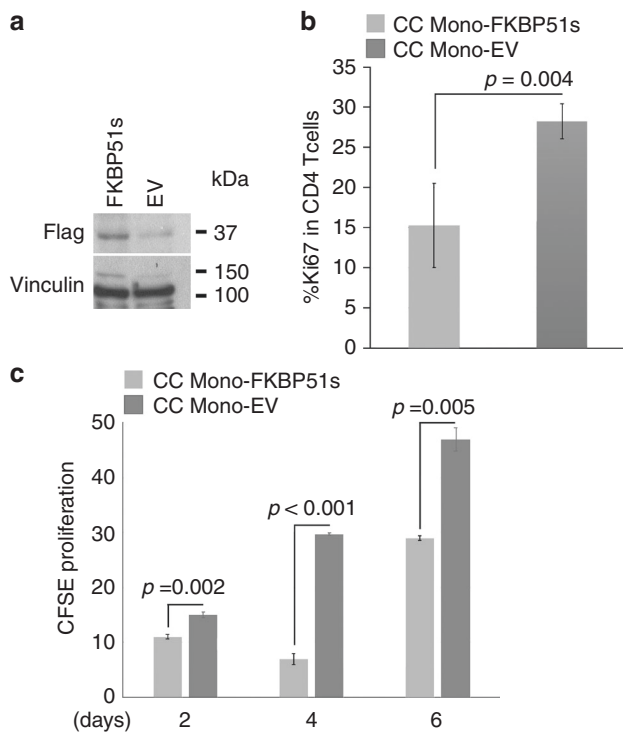 a
FKBP51s
EV
kDa
Flag
37
Vinculin
150
100
b
CC Mono-FKBP51s
CC Mono-EV
p = 0.004
%Ki67 in CD4 Tcells
35
30
25
20
15
10
5
0
c
CC Mono-FKBP51s
CC Mono-EV
CFSE proliferation
50
40
30
20
10
0
p =0.002
p < 0.001
p =0.005
(days) 2 4 6